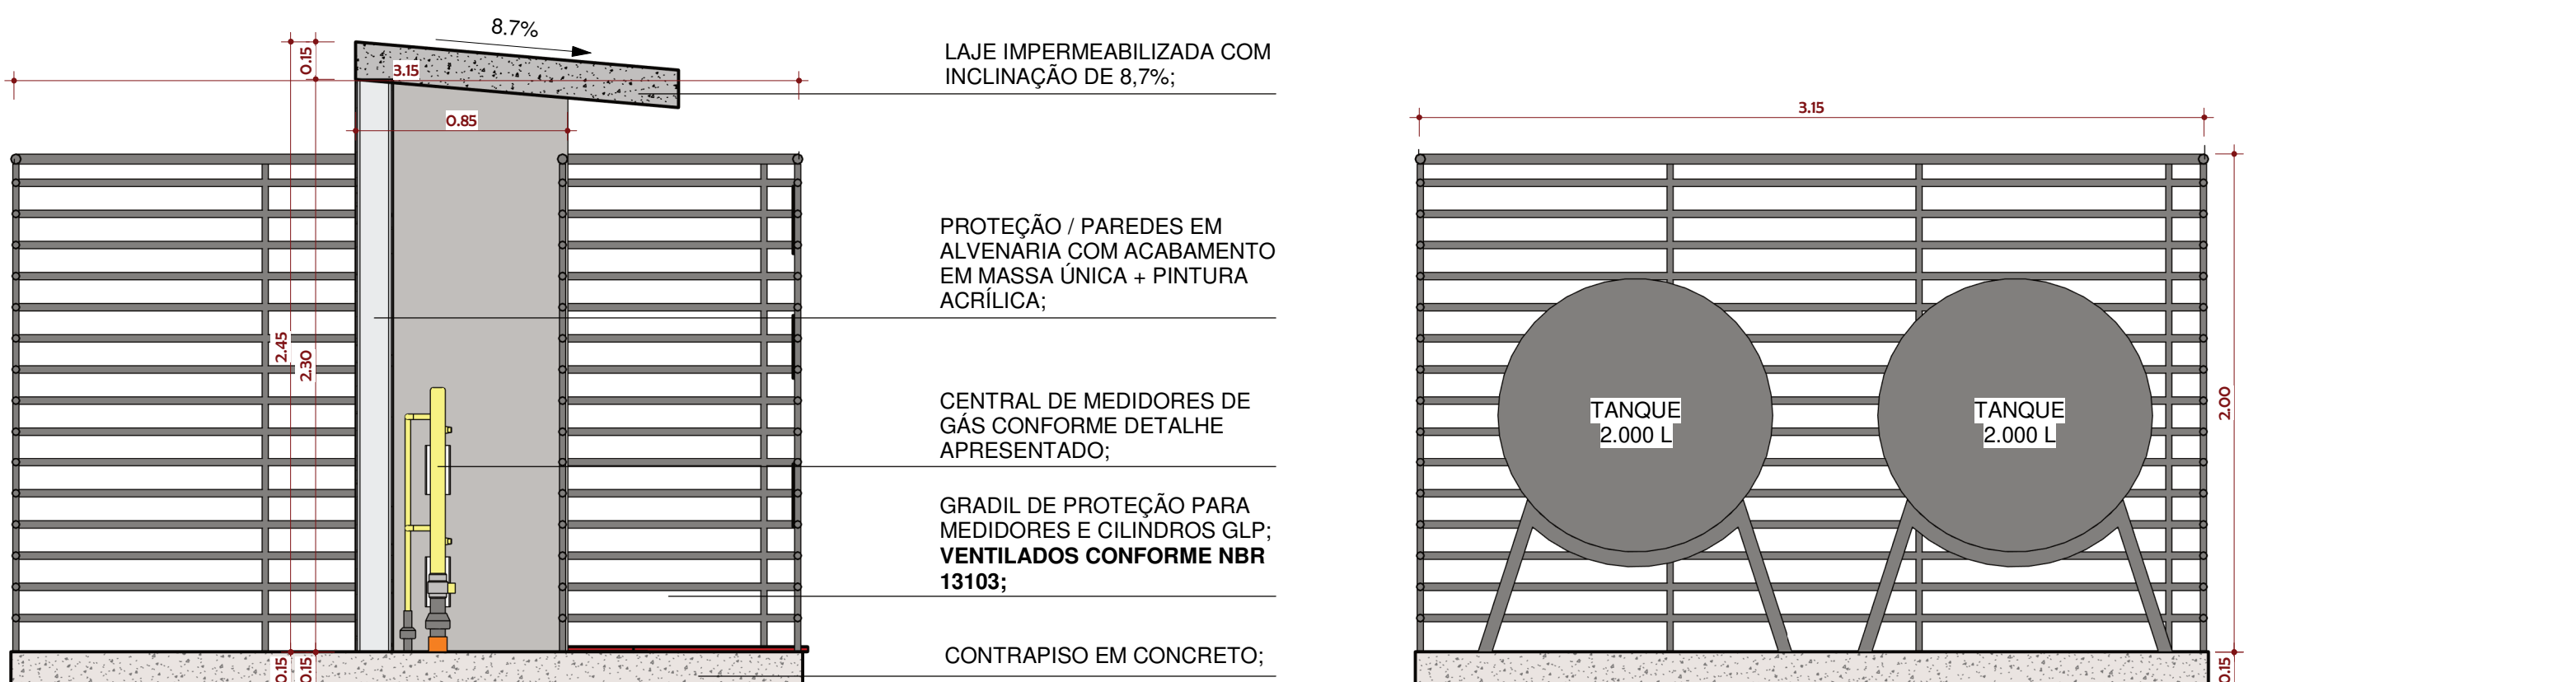 8.7%
0.15
3.15
0.85
2.45
2.30
0.15
0.15
LAJE IMPERMEABILIZADA COM
INCLINAÇÃO DE 8,7%;
PROTEÇÃO / PAREDES EM
ALVENARIA COM ACABAMENTO
EM MASSA ÚNICA + PINTURA
ACRÍLICA;
CENTRAL DE MEDIDORES DE
GÁS CONFORME DETALHE
APRESENTADO;
GRADIL DE PROTEÇÃO PARA
MEDIDORES E CILINDROS GLP;
VENTILADOS CONFORME NBR
13103;
CONTRAPISO EM CONCRETO;
3.15
TANQUE
2.000 L
TANQUE
2.000 L
2.00
0.15